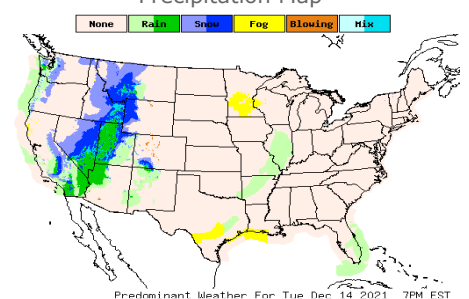 Precipitation Map
None Rain Snow Fog Blowing Mix
Predominant Weather For Tue Dec 14 2021 7PM EST